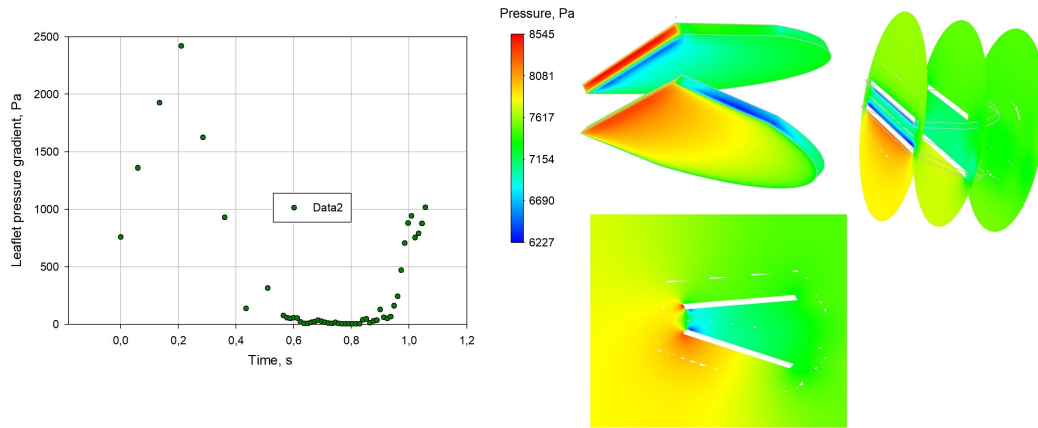 Leaflet pressure gradient, Pa
2500
2000
1500
1000
500
0
Data2
0,0 0,2 0,4 0,6 0,8 1,0 1,2
Time, s
Pressure, Pa
8545
8081
7617
7154
6690
6227